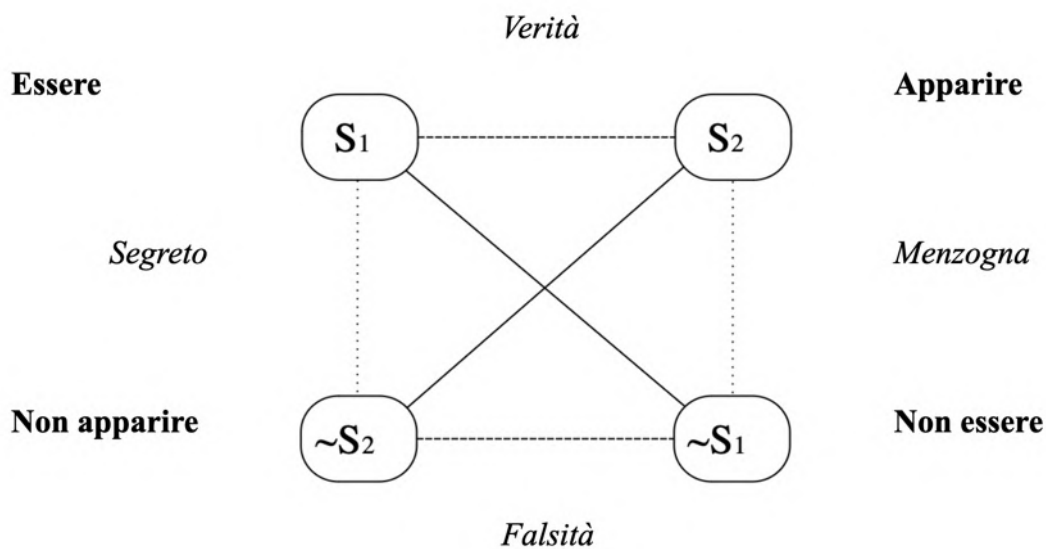 Verità
Essere
Apparire
S1
S2
Segreto
Menzogna
Non apparire
~S2
~S1
Non essere
Falsità